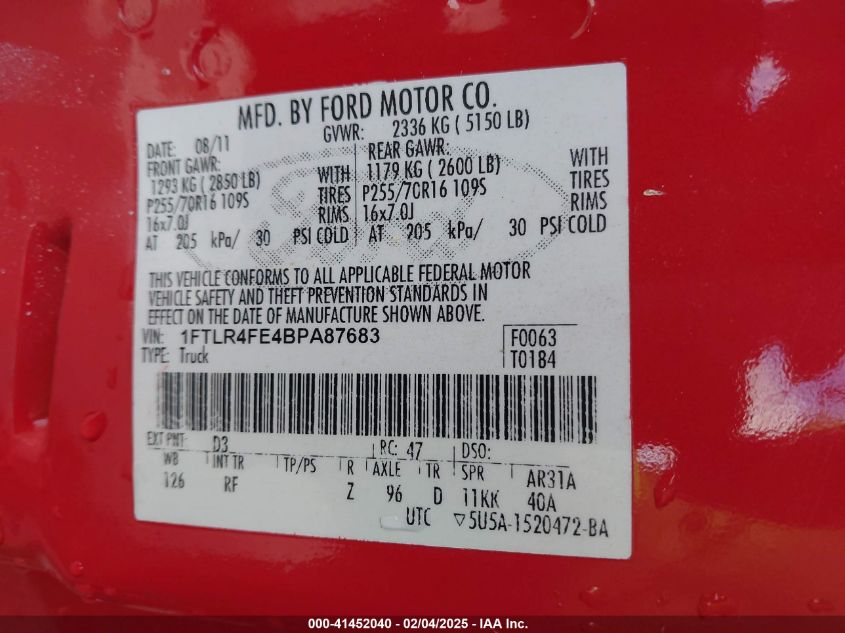 MFD. BY FORD MOTOR CO.
DATE: 08/11 GVWR: 2336 KG ( 5150 LB)
FRONT GAWR: REAR GAWR:
1293 KG ( 2850 LB) WITH 1179 KG ( 2600 LB) WITH
P255/70R16 109S TIRES P255/70R16 109S TIRES
16x7.0J RIMS 16x7.0J RIMS
AT 205 kPa/ 30 PSI COLD AT 205 kPa/ 30 PSI COLD
THIS VEHICLE CONFORMS TO ALL APPLICABLE FEDERAL MOTOR
VEHICLE SAFETY AND THEFT PREVENTION STANDARDS IN
EFFECT ON THE DATE OF MANUFACTURE SHOWN ABOVE.
VIN: 1FTLR4FE4BPA87683 F0063
TYPE: Truck T0184
EXT PNT: D3 RC: 47 DSO:
WB INT TR TP/PS R AXLE TR SPR AR31A
126 RF Z 96 D 11KK 40A
UTC ▽5U5A-1520472-BA
000-41452040 - 02/04/2025 - IAA Inc.